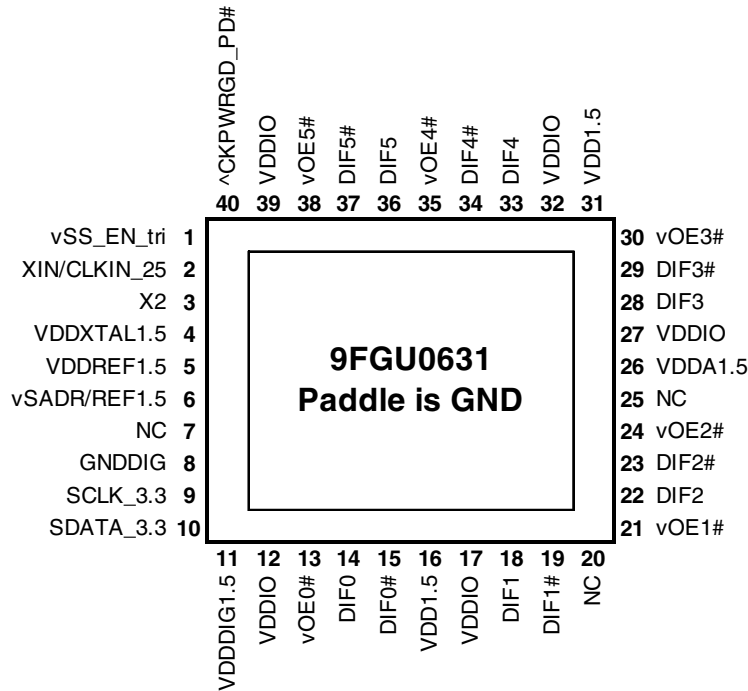 ^CKPWRGD_PD#
VDDIO
vOE5#
DIF5#
DIF5
vOE4#
DIF4#
DIF4
VDDIO
VDD1.5
40 39 38 37 36 35 34 33 32 31
vSS_EN_tri 1
XIN/CLKIN_25 2
X2 3
VDDXTAL1.5 4
VDDREF1.5 5
vSADR/REF1.5 6
NC 7
GNDDIG 8
SCLK_3.3 9
SDATA_3.3 10
9FGU0631
Paddle is GND
30 vOE3#
29 DIF3#
28 DIF3
27 VDDIO
26 VDDA1.5
25 NC
24 vOE2#
23 DIF2#
22 DIF2
21 vOE1#
11 12 13 14 15 16 17 18 19 20
VDDDIG1.5
VDDIO
vOE0#
DIF0
DIF0#
VDD1.5
VDDIO
DIF1
DIF1#
NC